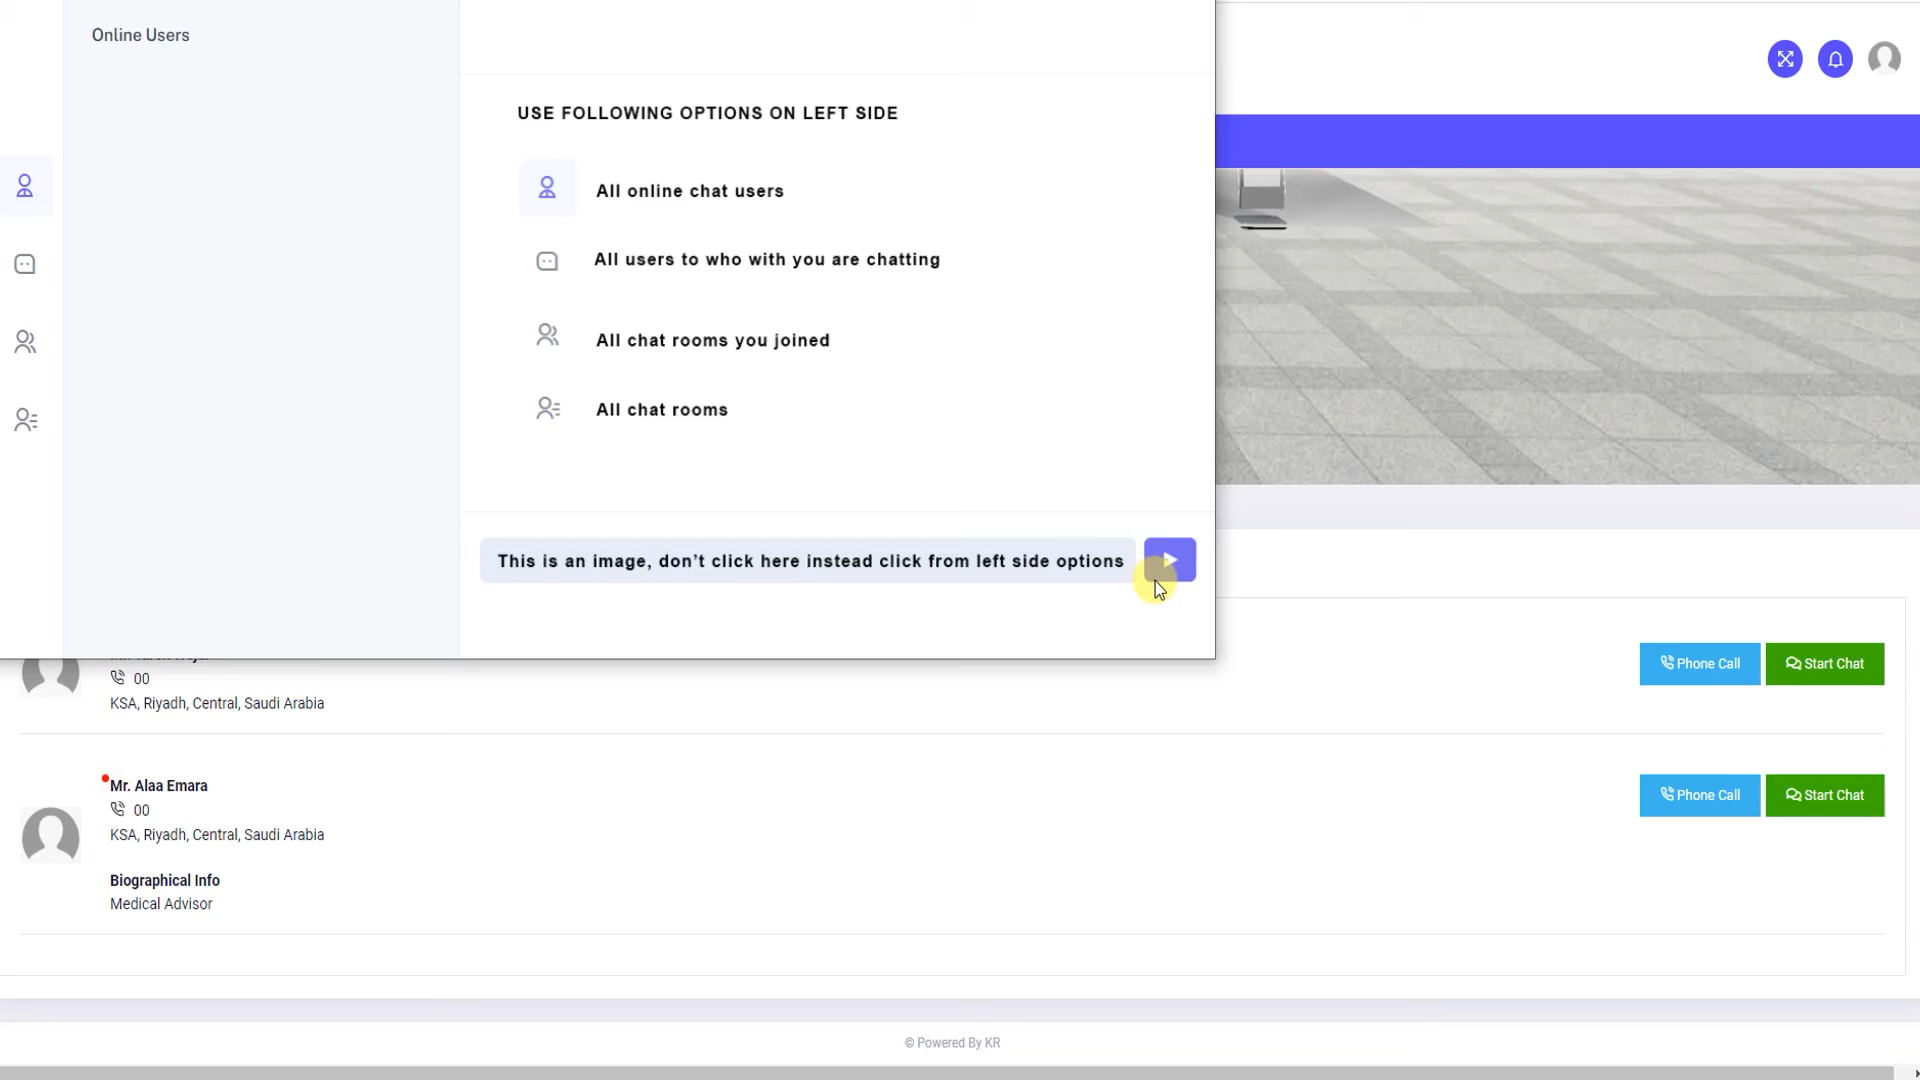 Online Users
USE FOLLOWING OPTIONS ON LEFT SIDE
All online chat users
All users to who with you are chatting
All chat rooms you joined
All chat rooms
This is an image, don’t click here instead click from left side options
00
KSA, Riyadh, Central, Saudi Arabia
Phone Call
Start Chat
Mr. Alaa Emara
00
KSA, Riyadh, Central, Saudi Arabia
Phone Call
Start Chat
Biographical Info
Medical Advisor
© Powered By KR